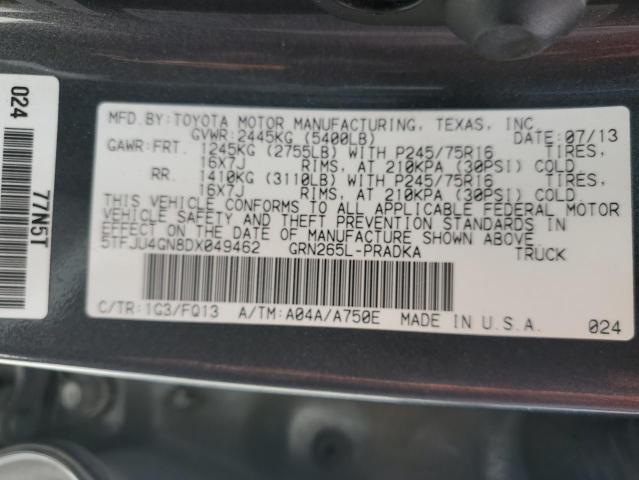 MFD.BY:TOYOTA MOTOR MANUFACTURING, TEXAS, INC
GVWR:2445KG (5400LB) DATE:07/13
GAWR:FRT. 1245KG (2755LB) WITH P245/75R16 TIRES,
16X7J RIMS, AT 210KPA (30PSI) COLD.
RR. 1410KG (3110LB) WITH P245/75R16 TIRES,
16X7J RIMS, AT 210KPA (30PSI) COLD.
THIS VEHICLE CONFORMS TO ALL APPLICABLE FEDERAL MOTOR
VEHICLE SAFETY AND THEFT PREVENTION STANDARDS IN
EFFECT ON THE DATE OF MANUFACTURE SHOWN ABOVE.
5TFJU4GN8DX049462 GRN265L-PRADKA TRUCK
C/TR:1G3/FQ13 A/TM:A04A/A750E MADE IN U.S.A. 024
024
77N5T